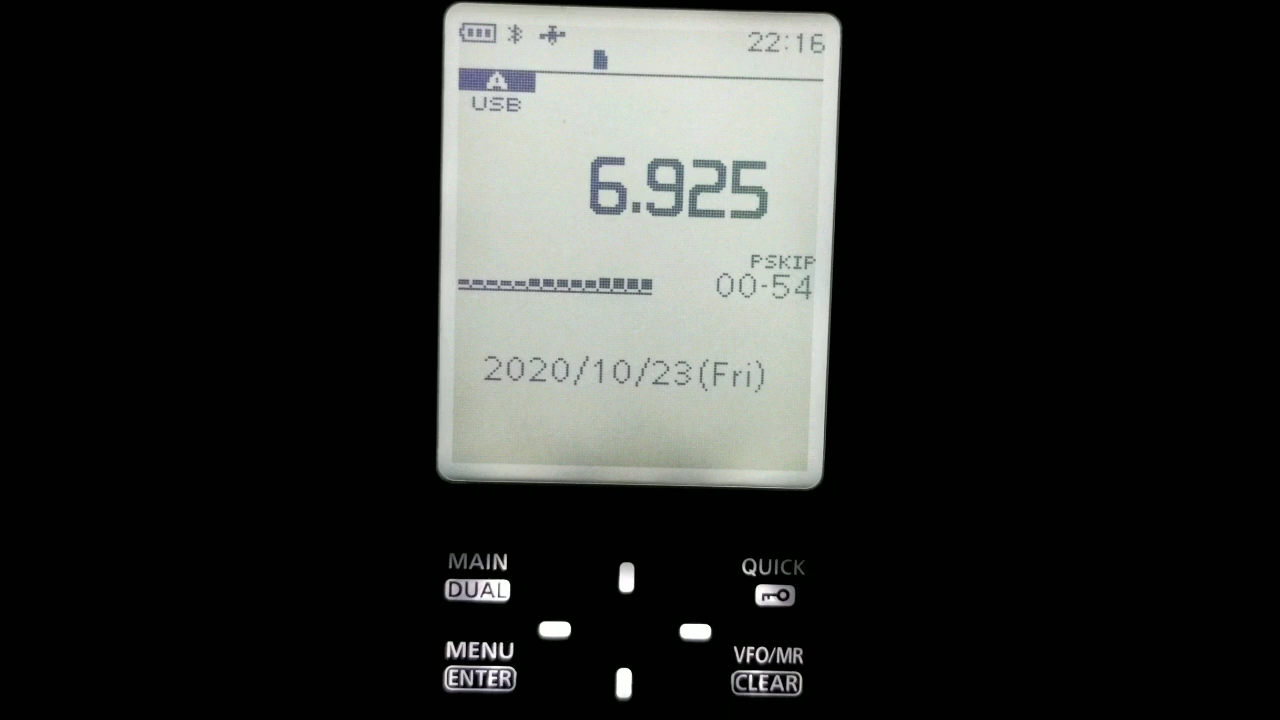 22:16
A
USB
6.925
PSKIP
00-54
2020/10/23(Fri)
MAIN
DUAL
QUICK
MENU
ENTER
VFO/MR
CLEAR